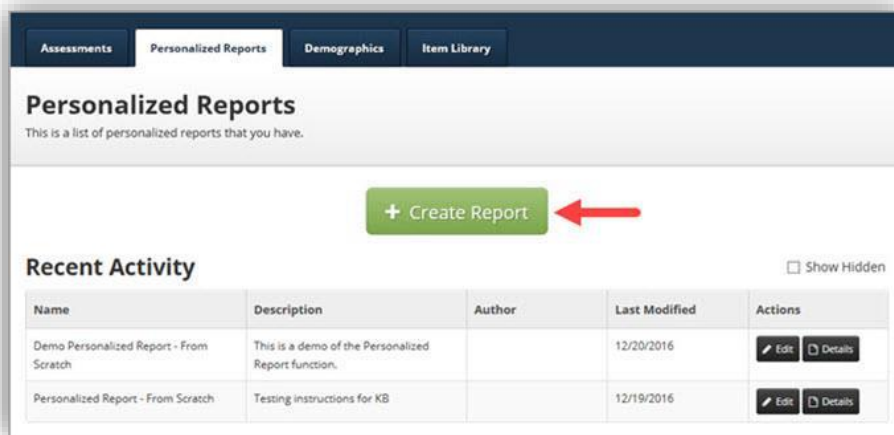 Assessments Personalized Reports Demographics Item Library
Personalized Reports
This is a list of personalized reports that you have.
+ Create Report
Recent Activity
Show Hidden
Name Description Author Last Modified Actions
Demo Personalized Report - From
Scratch
This is a demo of the Personalized
Report function.
12/20/2016
Edit Details
Personalized Report - From Scratch
Testing instructions for KB
12/19/2016
Edit Details